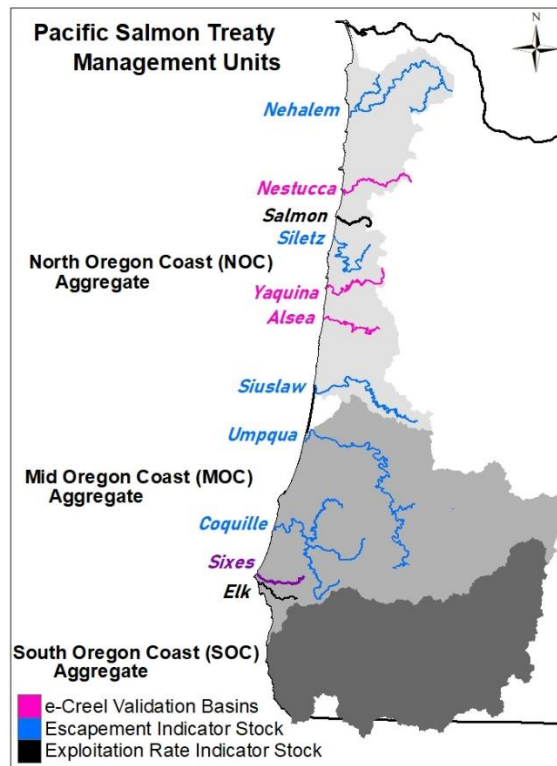 Pacific Salmon Treaty
Management Units
N
Nehalem
Nestucca
Salmon
Siletz
North Oregon Coast (NOC)
Aggregate
Yaquina
Alsea
Siuslaw
Umpqua
Mid Oregon Coast (MOC)
Aggregate
Coquille
Sixes
Elk
South Oregon Coast (SOC)
Aggregate
e-Creel Validation Basins
Escapement Indicator Stock
Exploitation Rate Indicator Stock